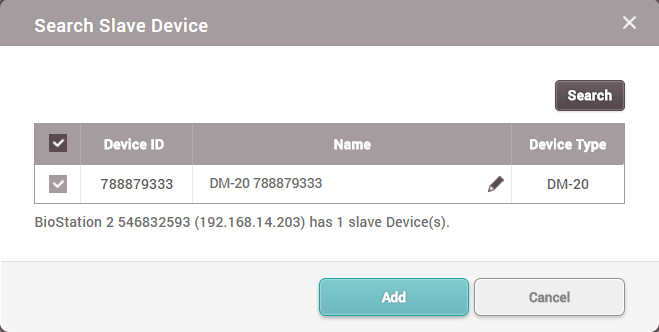 Search Slave Device
Search
Device ID Name Device Type
788879333 DM-20 788879333 DM-20
BioStation 2 546832593 (192.168.14.203) has 1 slave Device(s).
Add Cancel